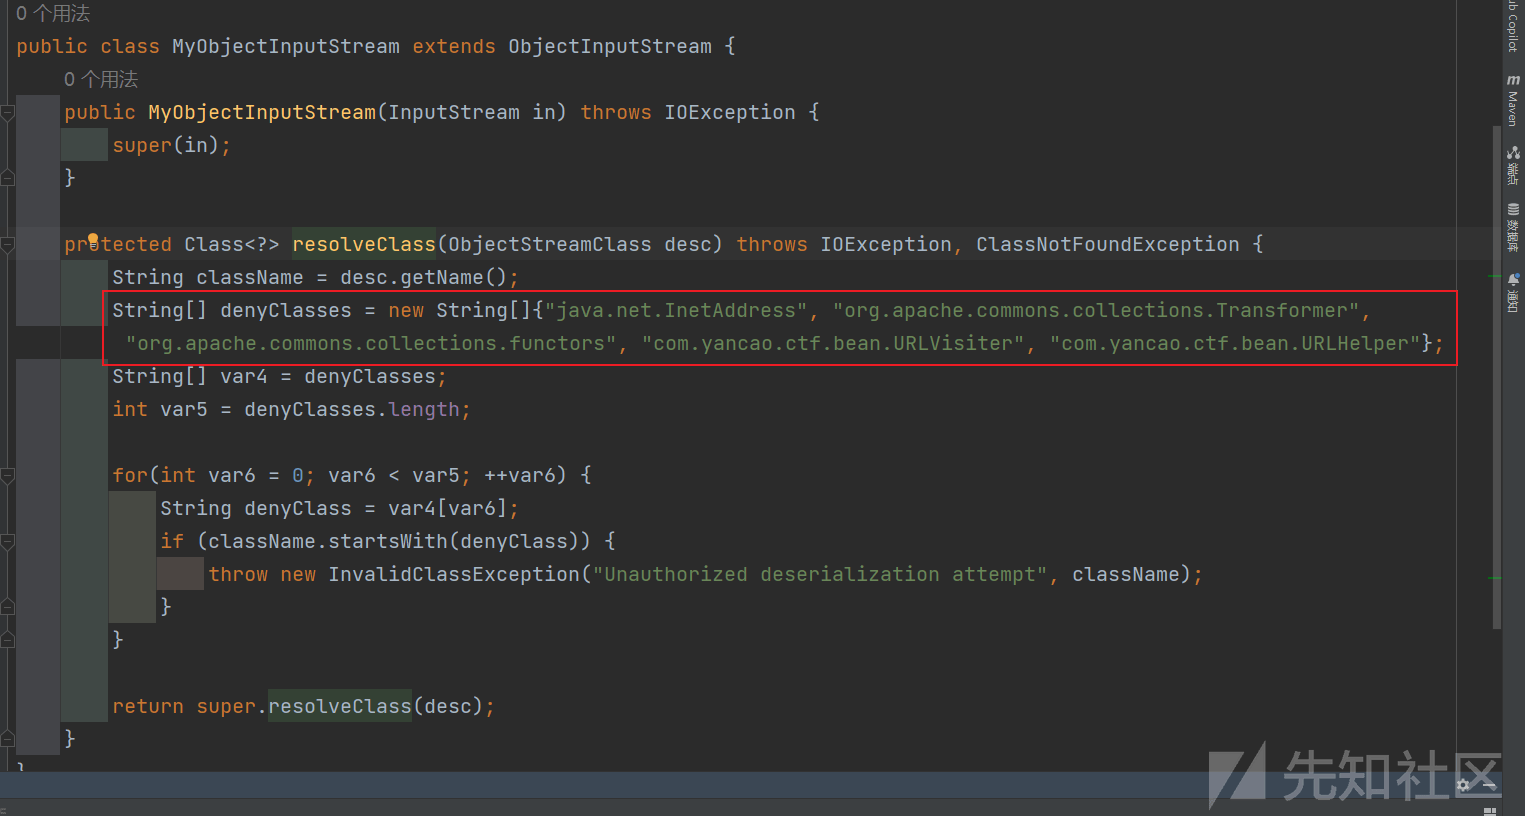 0 个用法
public class MyObjectInputStream extends ObjectInputStream {
0 个用法
public MyObjectInputStream(InputStream in) throws IOException {
super(in);
}
protected Class<?> resolveClass(ObjectStreamClass desc) throws IOException, ClassNotFoundException {
String className = desc.getName();
String[] denyClasses = new String[]{"java.net.InetAddress", "org.apache.commons.collections.Transformer",
"org.apache.commons.collections.functors", "com.yancao.ctf.bean.URLVisiter", "com.yancao.ctf.bean.URLHelper"};
String[] var4 = denyClasses;
int var5 = denyClasses.length;
for(int var6 = 0; var6 < var5; ++var6) {
String denyClass = var4[var6];
if (className.startsWith(denyClass)) {
throw new InvalidClassException("Unauthorized deserialization attempt", className);
}
}
return super.resolveClass(desc);
}
}
Copilot
m Maven
端点
数据库
通知
先知社区